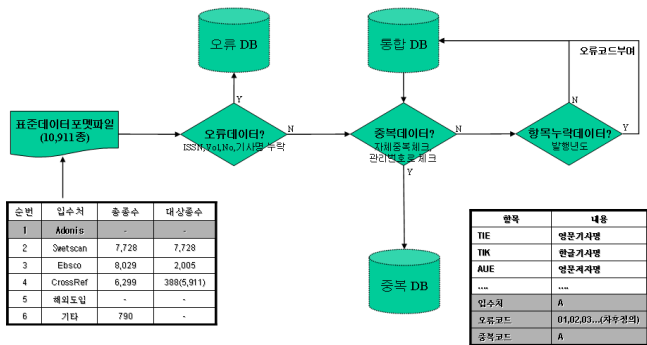 오류 DB
통합 DB
오류코드부여
Y
N
표준데이터포맷파일
(10,911종)
오류데이터?
ISSN,Vol,No,기사명 누락
N
중복데이터?
자체중복체크,
관리번호로 체크
N
항목누락데이터?
발행년도
Y
Y
중복 DB
순번 입수처 총종수 대상종수
1 Adonis - -
2 Swetscan 7,728 7,728
3 Ebsco 8,029 2,005
4 CrossRef 6,299 388(5,911)
5 해외도입 - -
6 기타 790 -
항목 내용
TIE 영문기사명
TIK 한글기사명
AUE 영문저자명
.... ....
입수처 A
오류코드 01,02,03...(차후정의)
중복코드 A